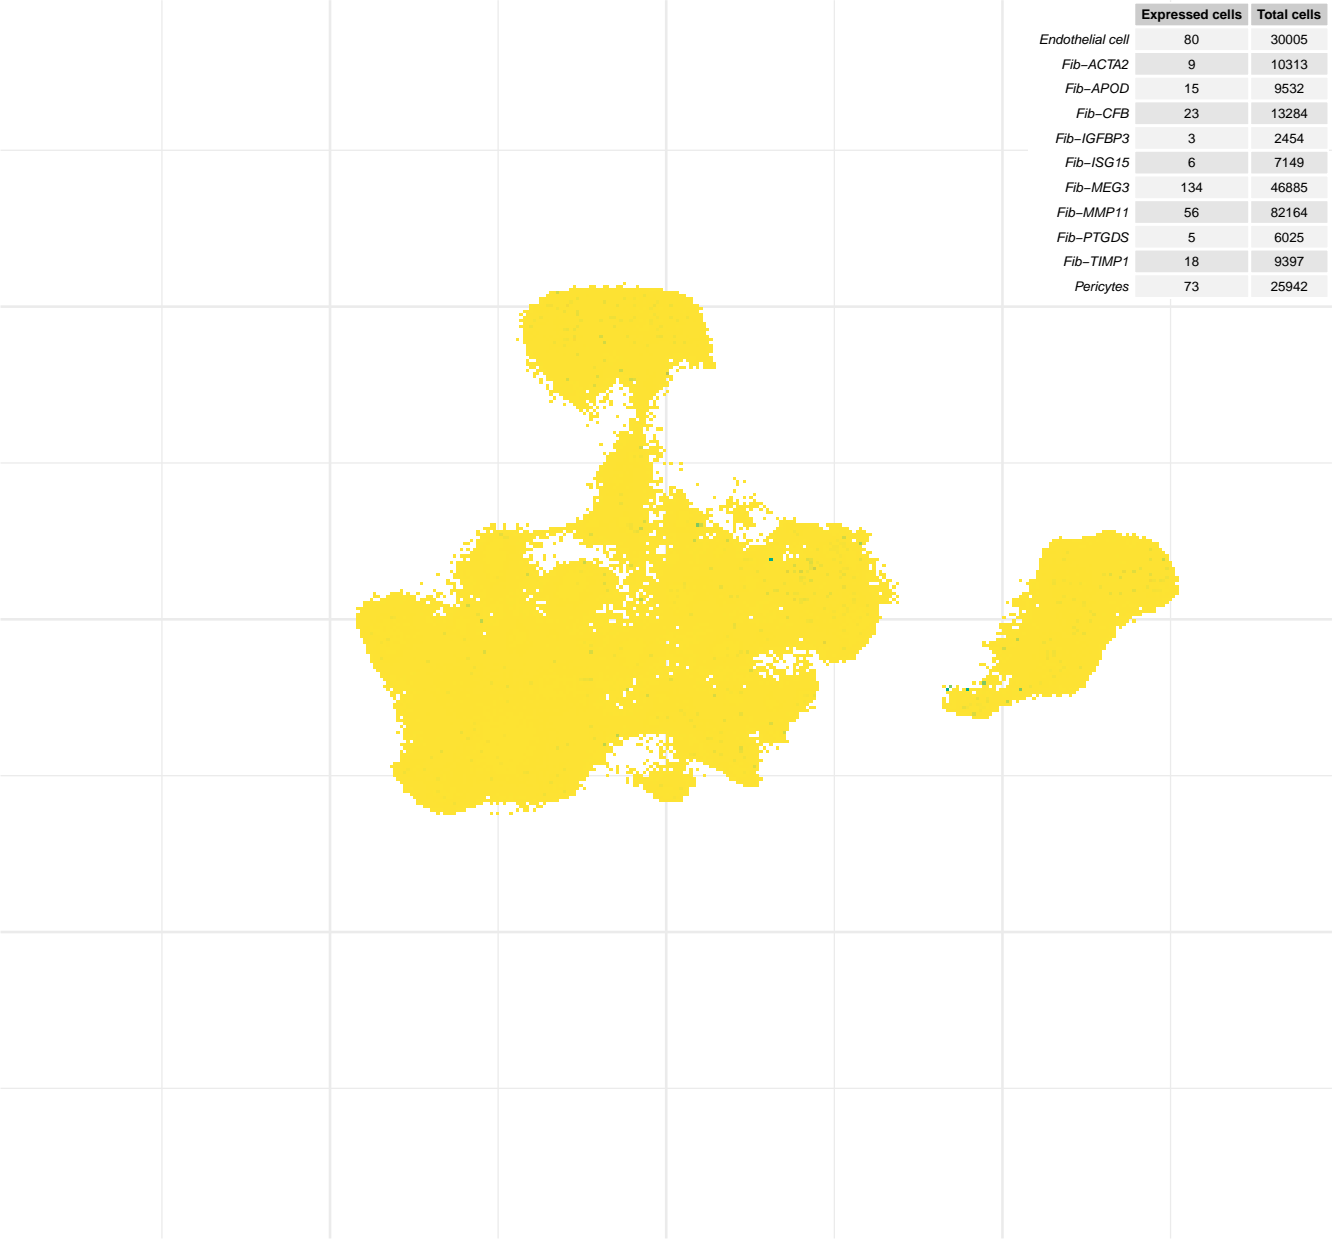 Expressed cells Total cells
Endothelial cell 80 30005
Fib−ACTA2 9 10313
Fib−APOD 15 9532
Fib−CFB 23 13284
Fib−IGFBP3 3 2454
Fib−ISG15 6 7149
Fib−MEG3 134 46885
Fib−MMP11 56 82164
Fib−PTGDS 5 6025
Fib−TIMP1 18 9397
Pericytes 73 25942